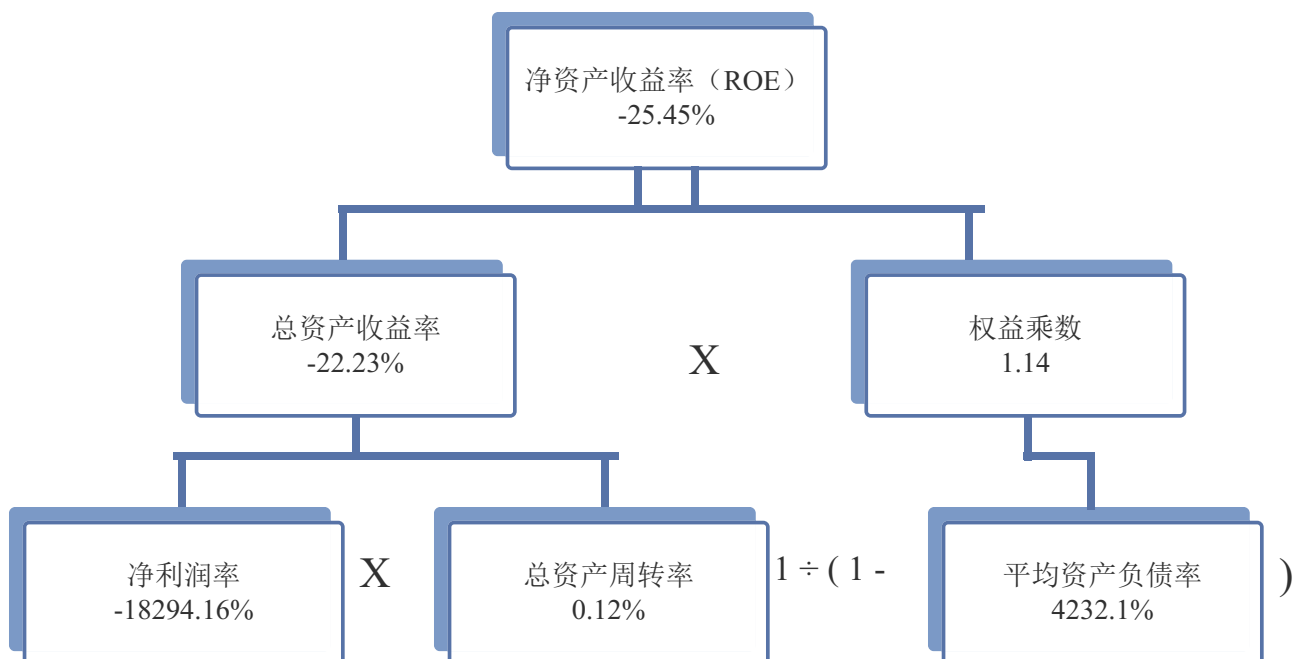 净资产收益率（ROE）
-25.45%
总资产收益率
-22.23%
X
权益乘数
1.14
净利润率
-18294.16%
X
总资产周转率
0.12%
1 ÷ ( 1 -
平均资产负债率
4232.1%
)